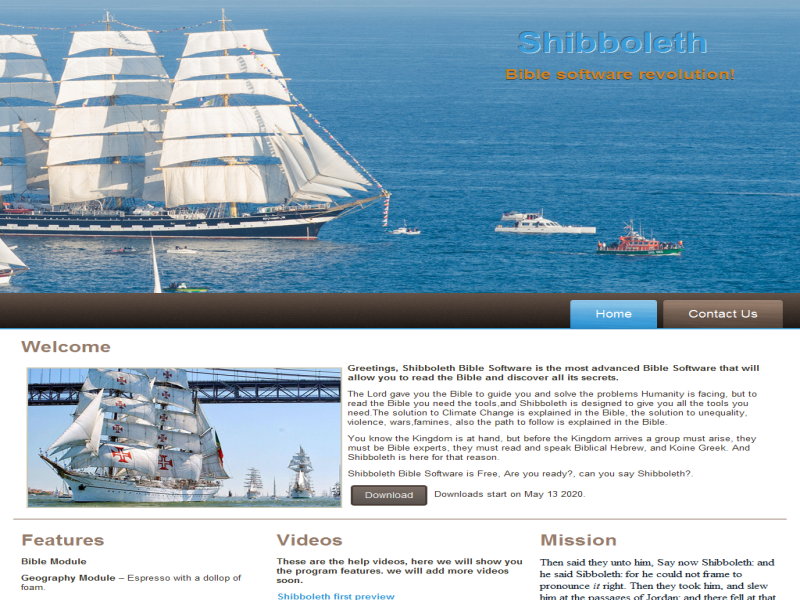 Shibboleth
Bible software revolution!
Home
Contact Us
Welcome
Greetings, Shibboleth Bible Software is the most advanced Bible Software that will
allow you to read the Bible and discover all its secrets.
The Lord gave you the Bible to guide you and solve the problems Humanity is facing, but to
read the Bible you need the tools,and Shibboleth is designed to give you all the tools you
need.The solution to Climate Change is explained in the Bible, the solution to unequality,
violence, wars,famines, also the path to follow is explained in the Bible.
You know the Kingdom is at hand, but before the Kingdom arrives a group must arise, they
must be Bible experts, they must read and speak Biblical Hebrew, and Koine Greek. And
Shibboleth is here for that reason.
Shibboleth Bible Software is Free, Are you ready?, can you say Shibboleth?.
Download
Downloads start on May 13 2020.
Features
Bible Module
Geography Module – Espresso with a dollop of
foam.
Videos
These are the help videos, here we will show you
the program features. we will add more videos
soon.
Shibboleth first preview
Mission
Then said they unto him, Say now Shibboleth: and
he said Sibboleth: for he could not frame to
pronounce it right. Then they took him, and slew
him at the passages of Jordan: and there fell at that